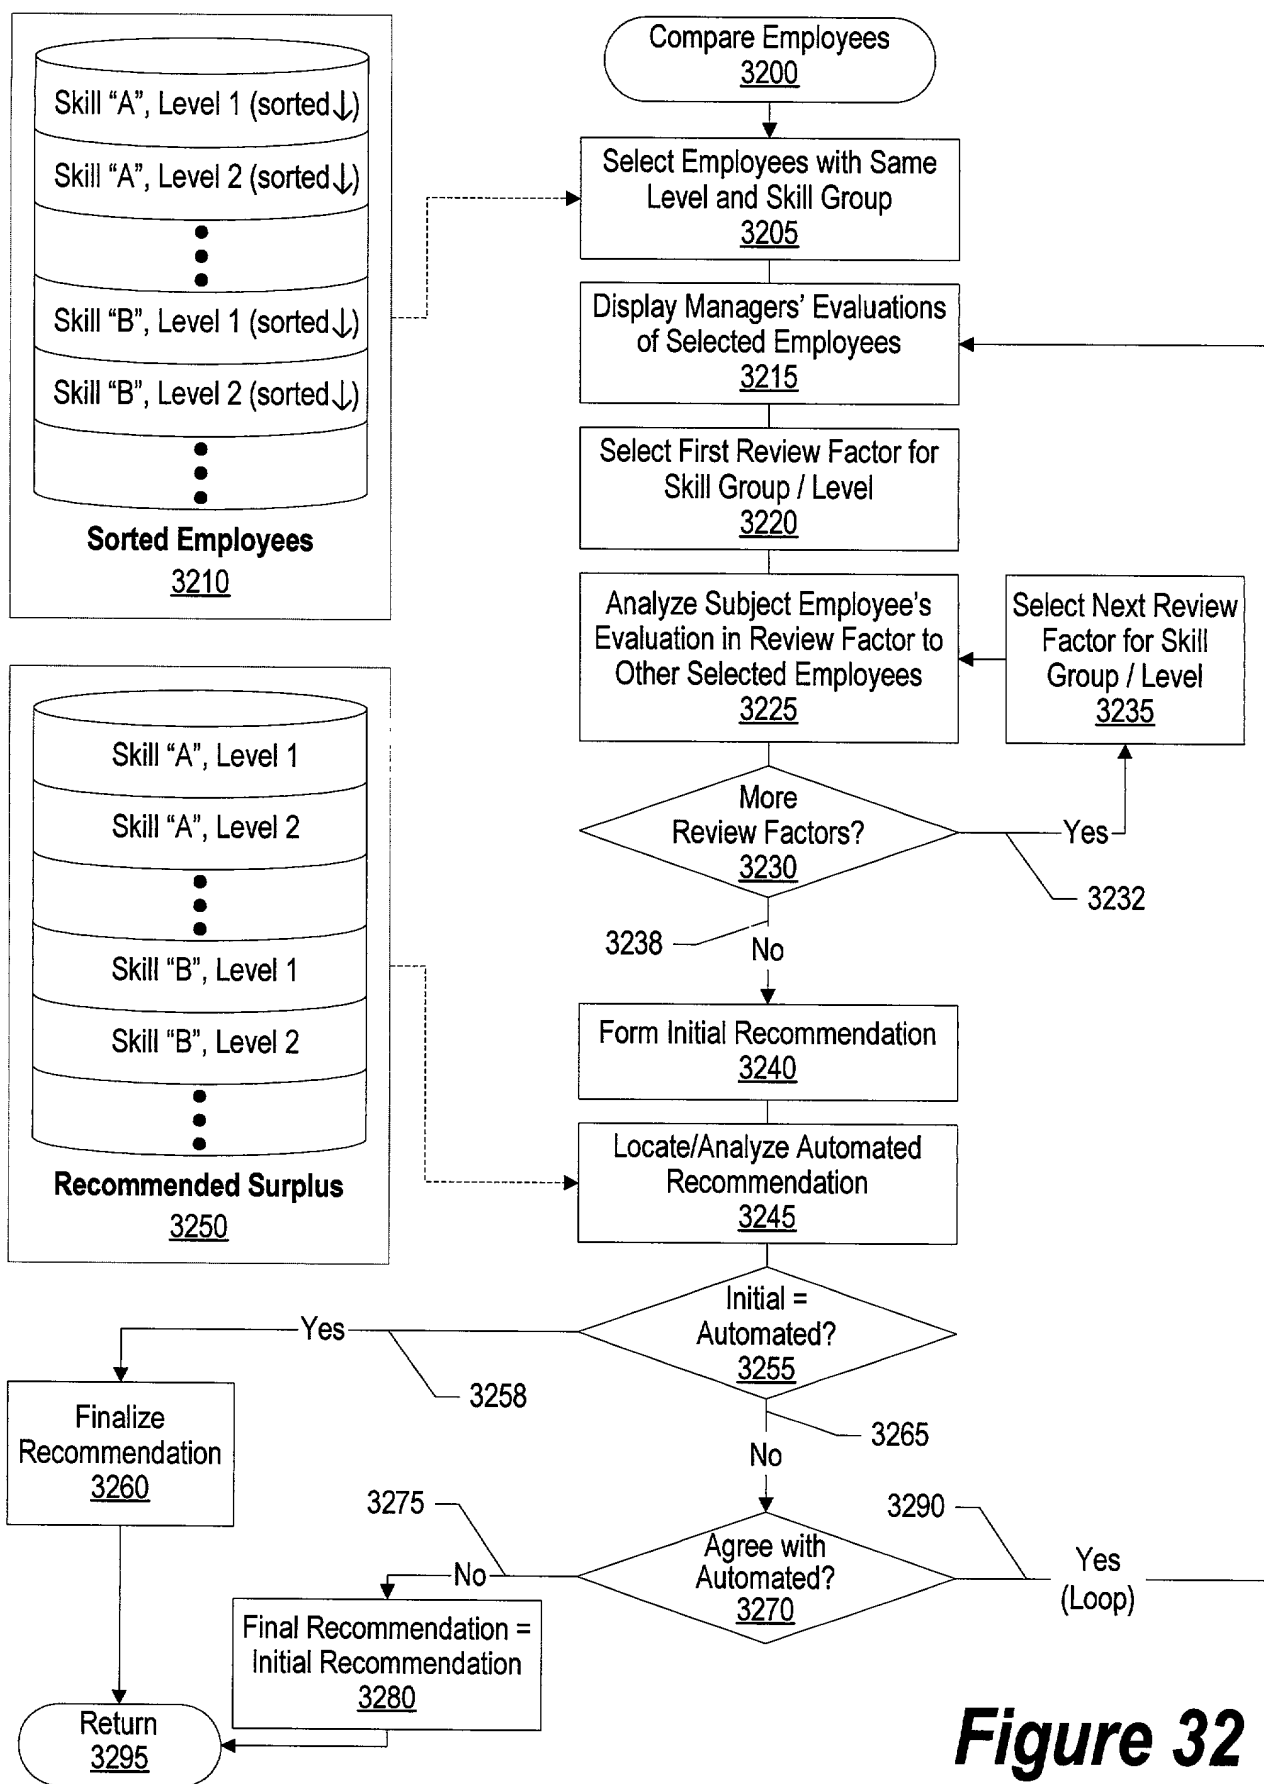 Compare Employees
3200
Skill “A”, Level 1 (sorted↓)
Skill “A”, Level 2 (sorted↓)
Skill “B”, Level 1 (sorted↓)
Skill “B”, Level 2 (sorted↓)
Sorted Employees
3210
Select Employees with Same
Level and Skill Group
3205
Display Managers’ Evaluations
of Selected Employees
3215
Select First Review Factor for
Skill Group / Level
3220
Analyze Subject Employee’s
Evaluation in Review Factor to
Other Selected Employees
3225
Select Next Review
Factor for Skill
Group / Level
3235
More
Review Factors?
3230
Yes
3232
3238
No
Skill “A”, Level 1
Skill “A”, Level 2
Skill “B”, Level 1
Skill “B”, Level 2
Recommended Surplus
3250
Form Initial Recommendation
3240
Locate/Analyze Automated
Recommendation
3245
Initial =
Automated?
3255
Yes
3258
Finalize
Recommendation
3260
3265
No
Agree with
Automated?
3270
3275
No
3290
Yes
(Loop)
Final Recommendation =
Initial Recommendation
3280
Return
3295
Figure 32